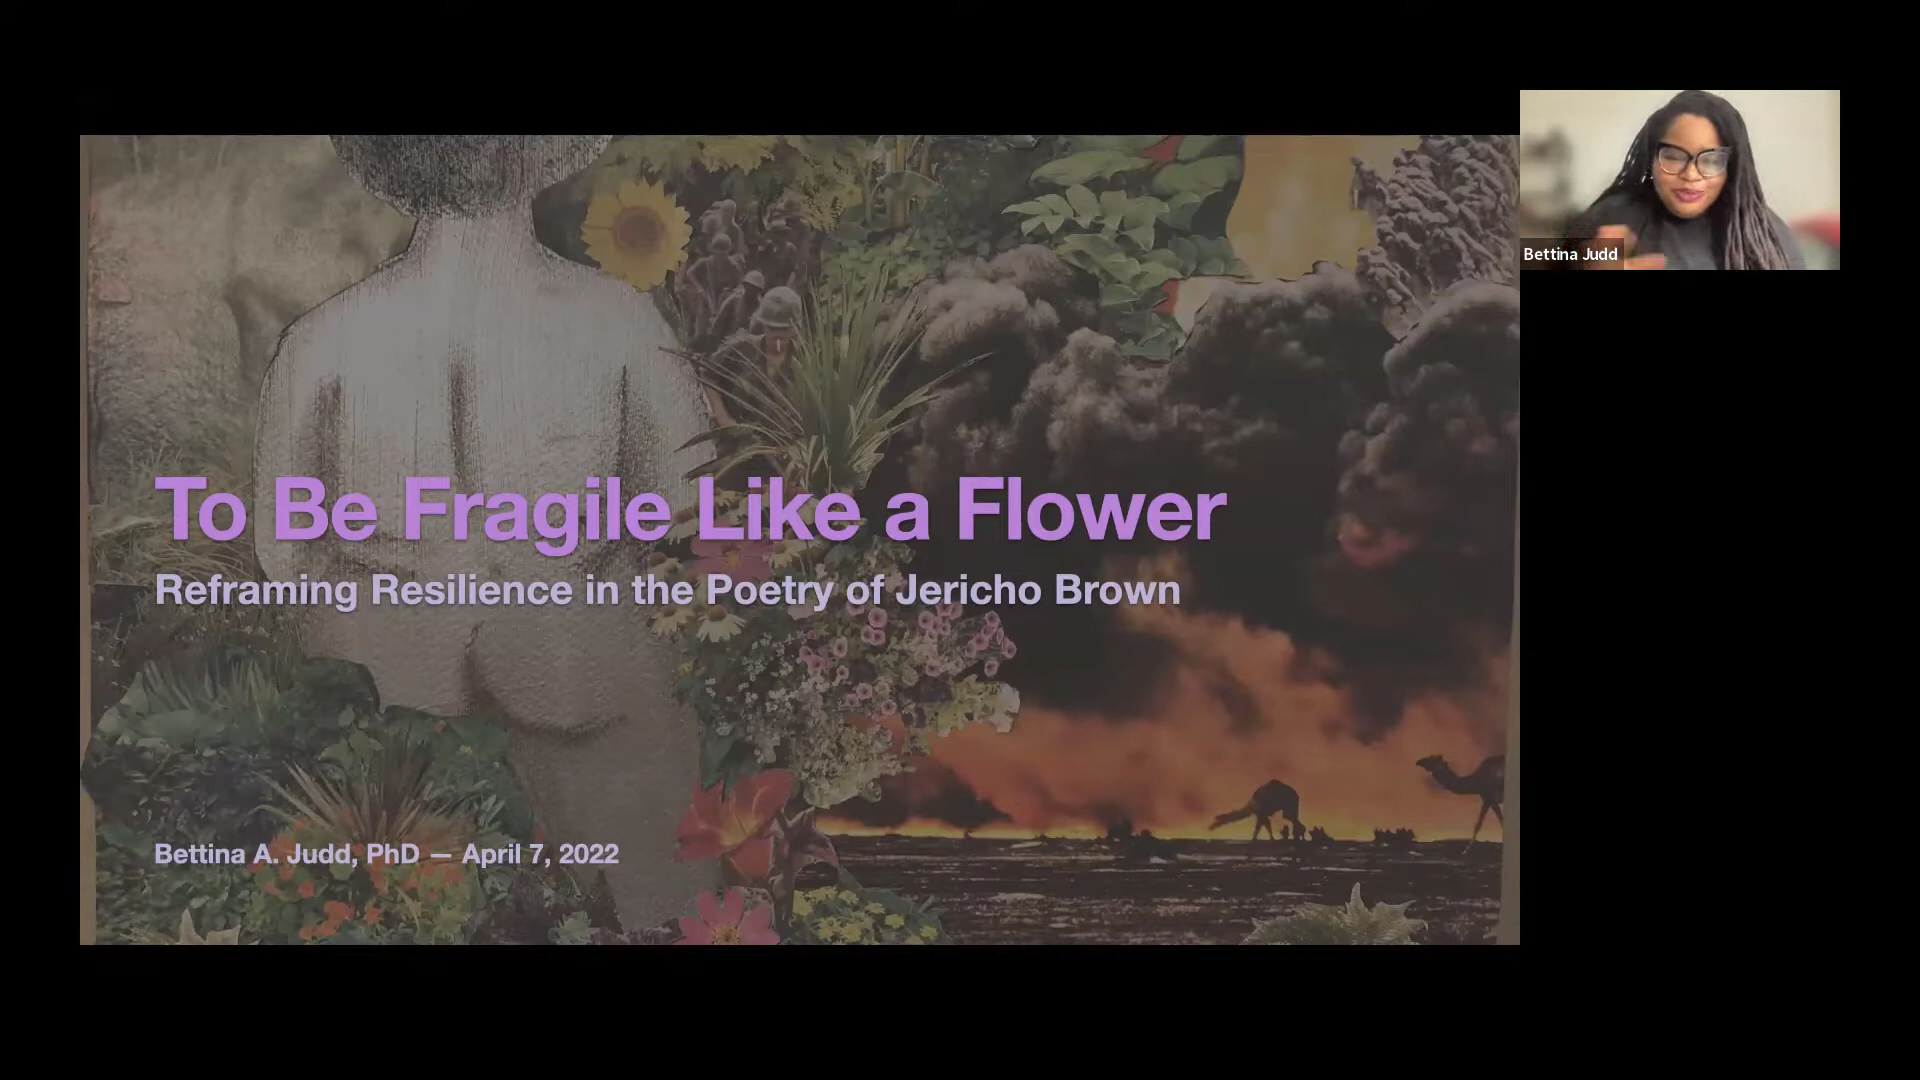 To Be Fragile Like a Flower
Reframing Resilience in the Poetry of Jericho Brown
Bettina A. Judd, PhD — April 7, 2022
Bettina Judd